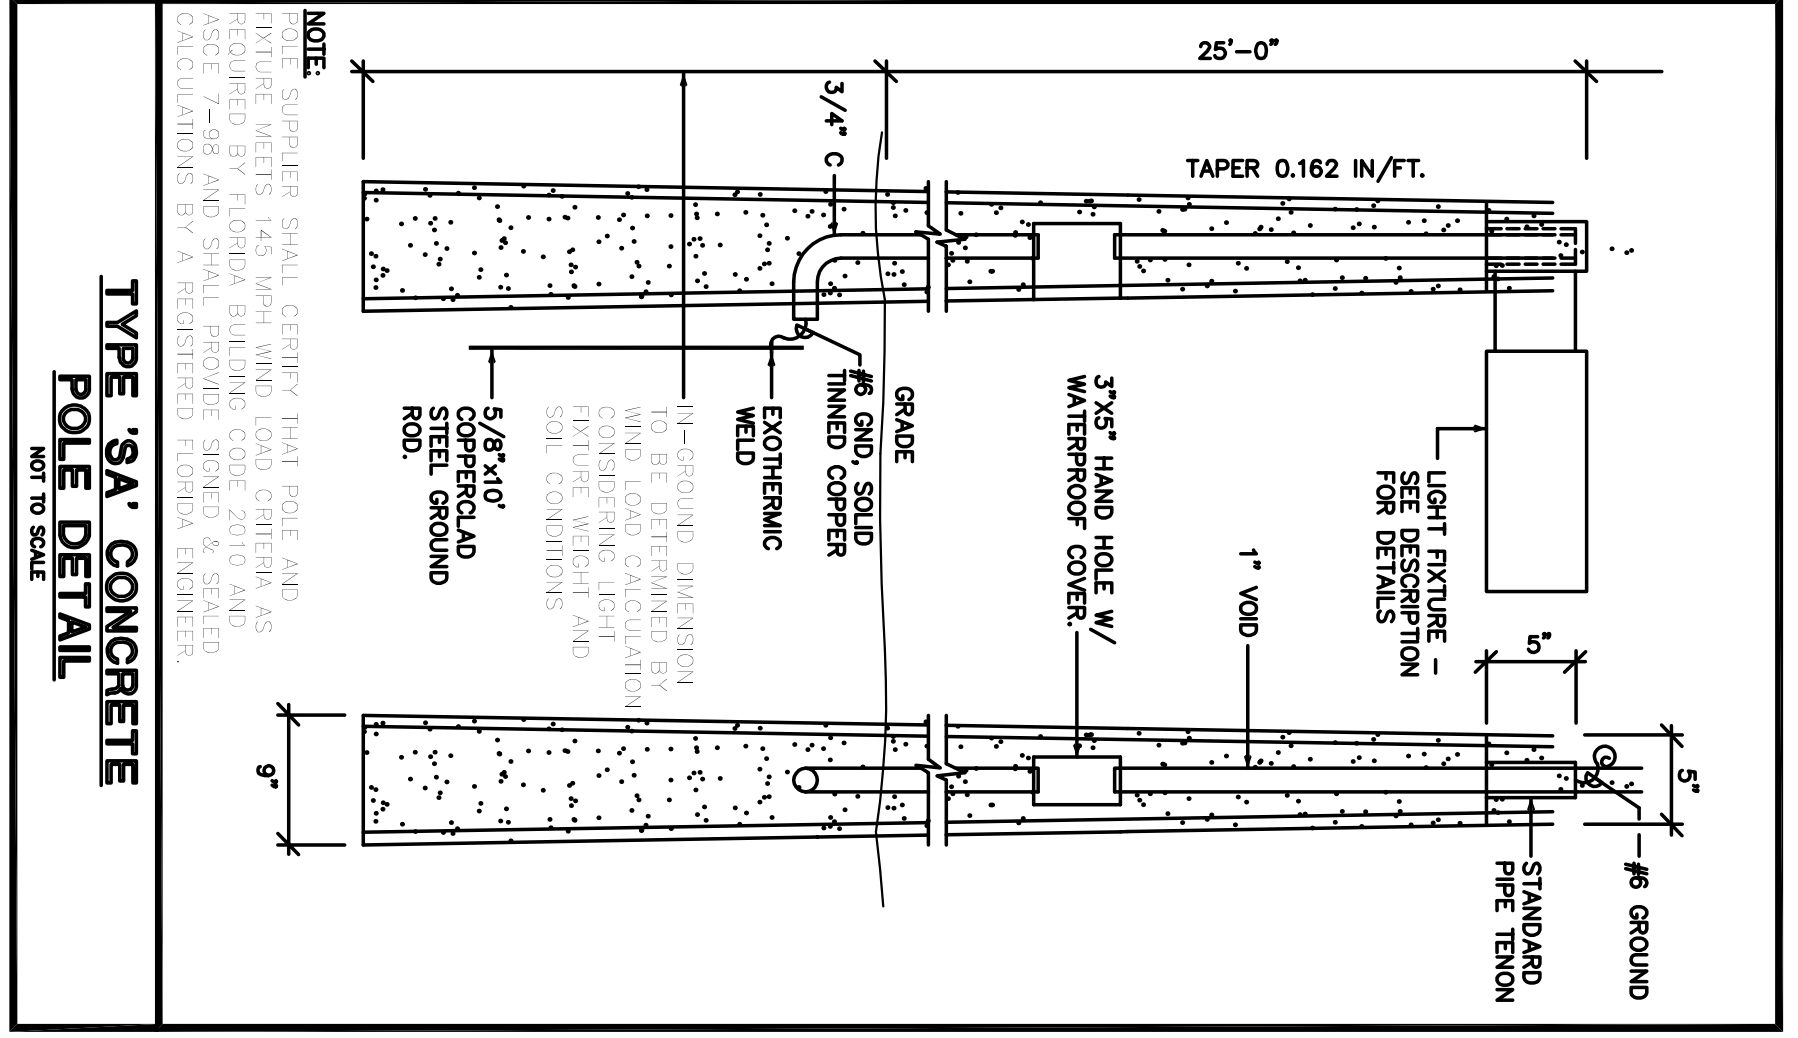 25'-0"
TAPER 0.162 IN/FT.
3/4" C
5"
5"
#6 GROUND
STANDARD
PIPE TENON
LIGHT FIXTURE -
SEE DESCRIPTION
FOR DETAILS
1" VOID
3"X5" HAND HOLE W/
WATERPROOF COVER.
GRADE
#6 GND, SOLID
TINNED COPPER
EXOTHERMIC
WELD
IN-GROUND DIMENSION
TO BE DETERMINED BY
WIND LOAD CALCULATION
CONSIDERING LIGHT
FIXTURE WEIGHT AND
SOIL CONDITIONS
5/8"x10'
COPPERCLAD
STEEL GROUND
ROD.
9"
NOTE:
POLE SUPPLIER SHALL CERTIFY THAT POLE AND
FIXTURE MEETS 145 MPH WIND LOAD CRITERIA AS
REQUIRED BY FLORIDA BUILDING CODE 2010 AND
ASCE 7-98 AND SHALL PROVIDE SIGNED & SEALED
CALCULATIONS BY A REGISTERED FLORIDA ENGINEER.
TYPE 'SA' CONCRETE
POLE DETAIL
NOT TO SCALE